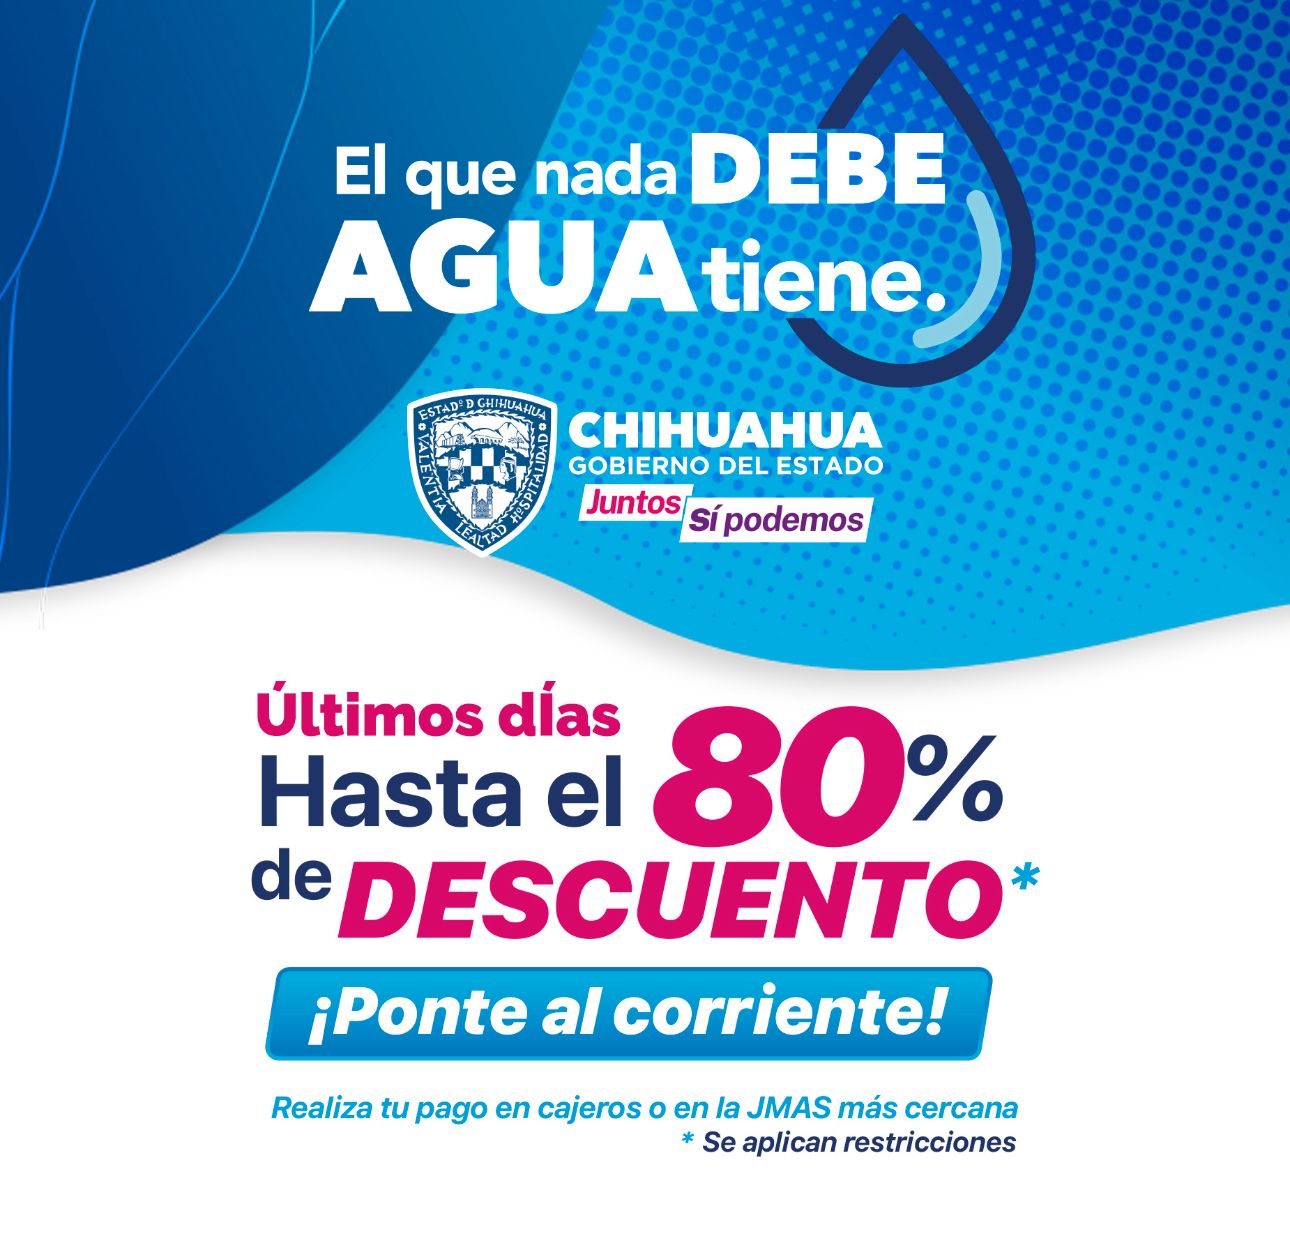 El que nada DEBE
AGUA tiene.
ESTADº D CHIHUAHUA
VALENTIA
LEALTAD
HOSPITALIDAD
CHIHUAHUA
GOBIERNO DEL ESTADO
Juntos
Sí podemos
Últimos dÍas
Hasta el 80%
de DESCUENTO*
¡Ponte al corriente!
Realiza tu pago en cajeros o en la JMAS más cercana
* Se aplican restricciones